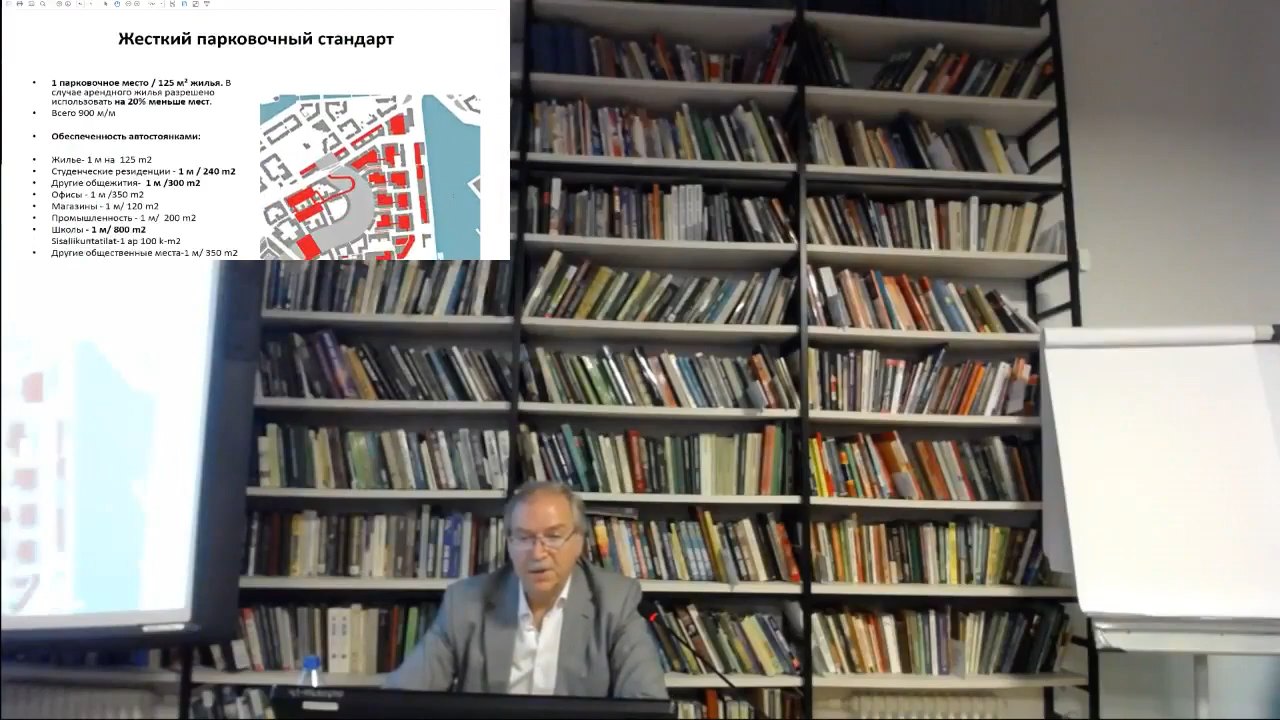 Жесткий парковочный стандарт
• 1 парковочное место / 125 м² жилья. В
случае арендного жилья разрешено
использовать на 20% меньше мест.
• Всего 900 м/м
• Обеспеченность автостоянками:
• Жилье- 1 м на 125 m2
• Студенческие резиденции - 1 м / 240 m2
• Другие общежития- 1 м /300 m2
• Офисы - 1 м /350 m2
• Магазины - 1 м/ 120 m2
• Промышленность - 1 м/ 200 m2
• Школы - 1 м/ 800 m2
Sisäliikuntatilat-1 ap 100 k-m2
• Другие общественные места-1 м/ 350 m2